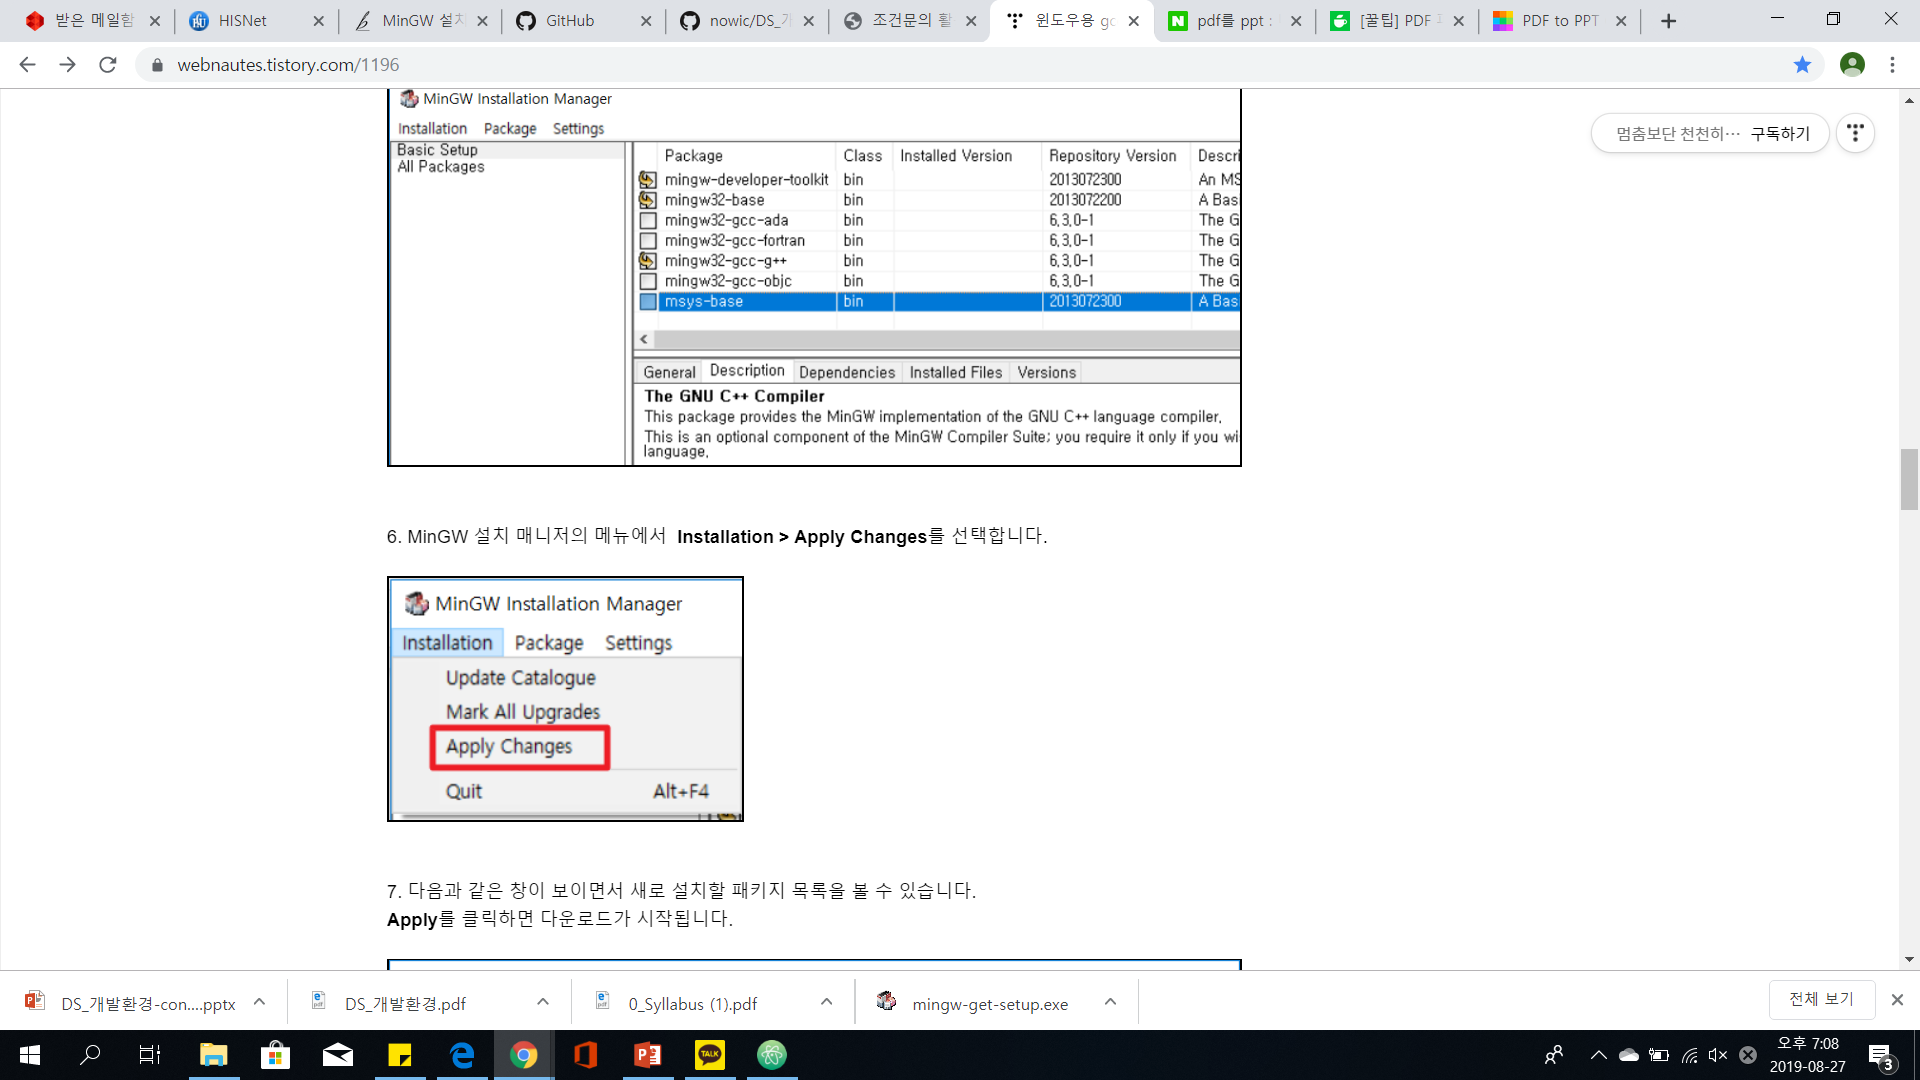 받은 메일함
HISNet
MinGW 설치
GitHub
nowic/DS_개
조건문의 활
윈도우용 gc
pdf를 ppt :
[꿀팁] PDF
PDF to PPT
webnautes.tistory.com/1196
멈춤보단 천천히… 구독하기
MinGW Installation Manager
Installation Package Settings
Basic Setup
All Packages
Package Class Installed Version Repository Version Descri
mingw-developer-toolkit bin 2013072300 An MS
mingw32-base bin 2013072200 A Bas
mingw32-gcc-ada bin 6.3.0-1 The G
mingw32-gcc-fortran bin 6.3.0-1 The G
mingw32-gcc-g++ bin 6.3.0-1 The G
mingw32-gcc-objc bin 6.3.0-1 The G
msys-base bin 2013072300 A Bas
General Description Dependencies Installed Files Versions
The GNU C++ Compiler
This package provides the MinGW implementation of the GNU C++ language compiler.
This is an optional component of the MinGW Compiler Suite; you require it only if you wi
language.
6. MinGW 설치 매니저의 메뉴에서 Installation > Apply Changes를 선택합니다.
MinGW Installation Manager
Installation Package Settings
Update Catalogue
Mark All Upgrades
Apply Changes
Quit Alt+F4
7. 다음과 같은 창이 보이면서 새로 설치할 패키지 목록을 볼 수 있습니다.
Apply를 클릭하면 다운로드가 시작됩니다.
DS_개발환경-con....pptx
DS_개발환경.pdf
0_Syllabus (1).pdf
mingw-get-setup.exe
전체 보기
TALK
오후 7:08
2019-08-27
3